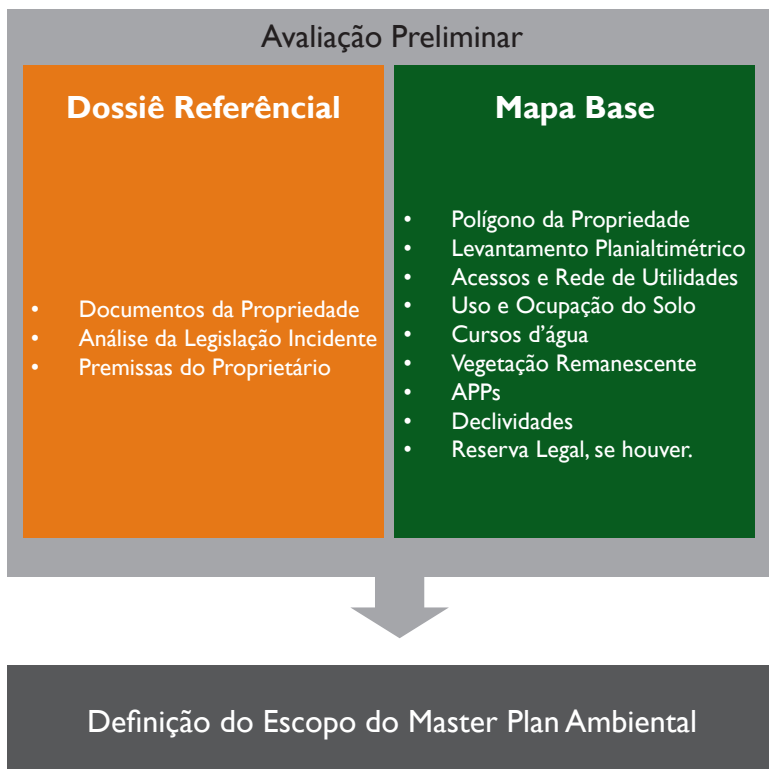 Avaliação Preliminar
Dossiê Referêncial
• Documentos da Propriedade
• Análise da Legislação Incidente
• Premissas do Proprietário
Mapa Base
• Polígono da Propriedade
• Levantamento Planialtimétrico
• Acessos e Rede de Utilidades
• Uso e Ocupação do Solo
• Cursos d'água
• Vegetação Remanescente
• APPs
• Declividades
• Reserva Legal, se houver.
Definição do Escopo do Master Plan Ambiental